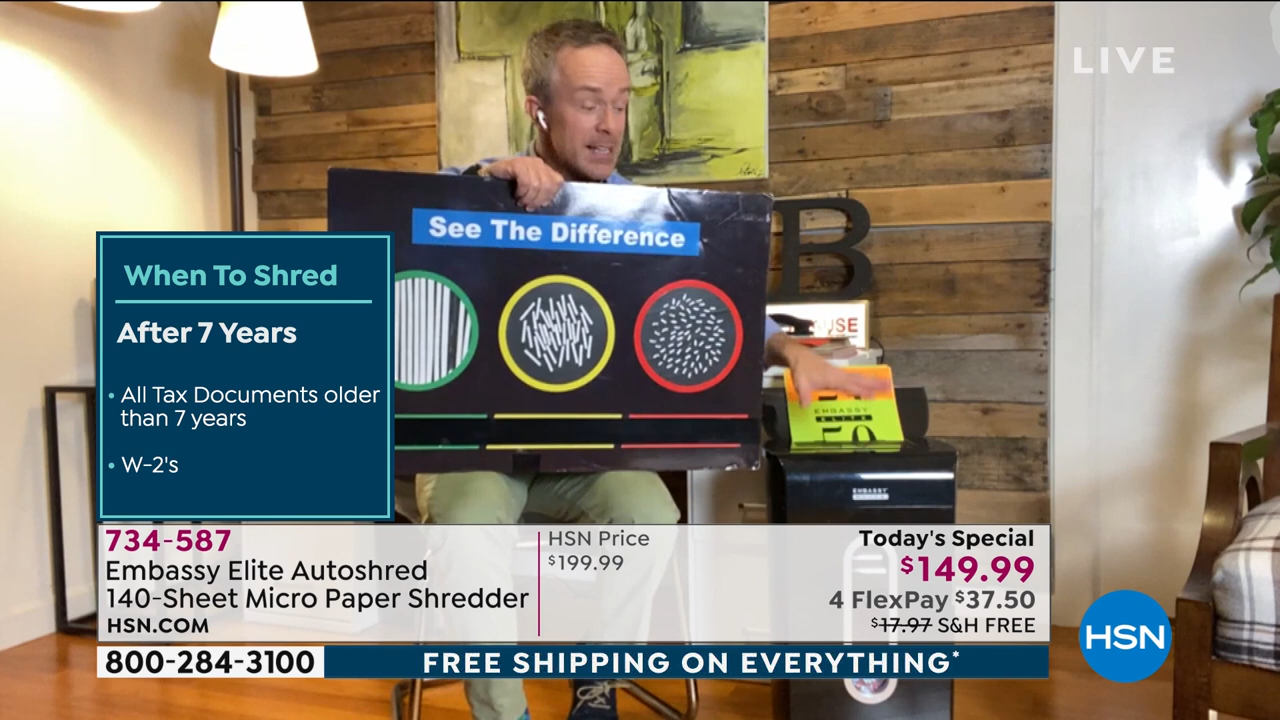 LIVE
See The Difference
B
When To Shred
After 7 Years
• All Tax Documents older
than 7 years
• W-2's
EMBASSY
ELITE
EMBASSY
734-587
Embassy Elite Autoshred
140-Sheet Micro Paper Shredder
HSN.COM
HSN Price
$199.99
Today's Special
$149.99
4 FlexPay $37.50
$17.97 S&H FREE
800-284-3100
FREE SHIPPING ON EVERYTHING*
HSN